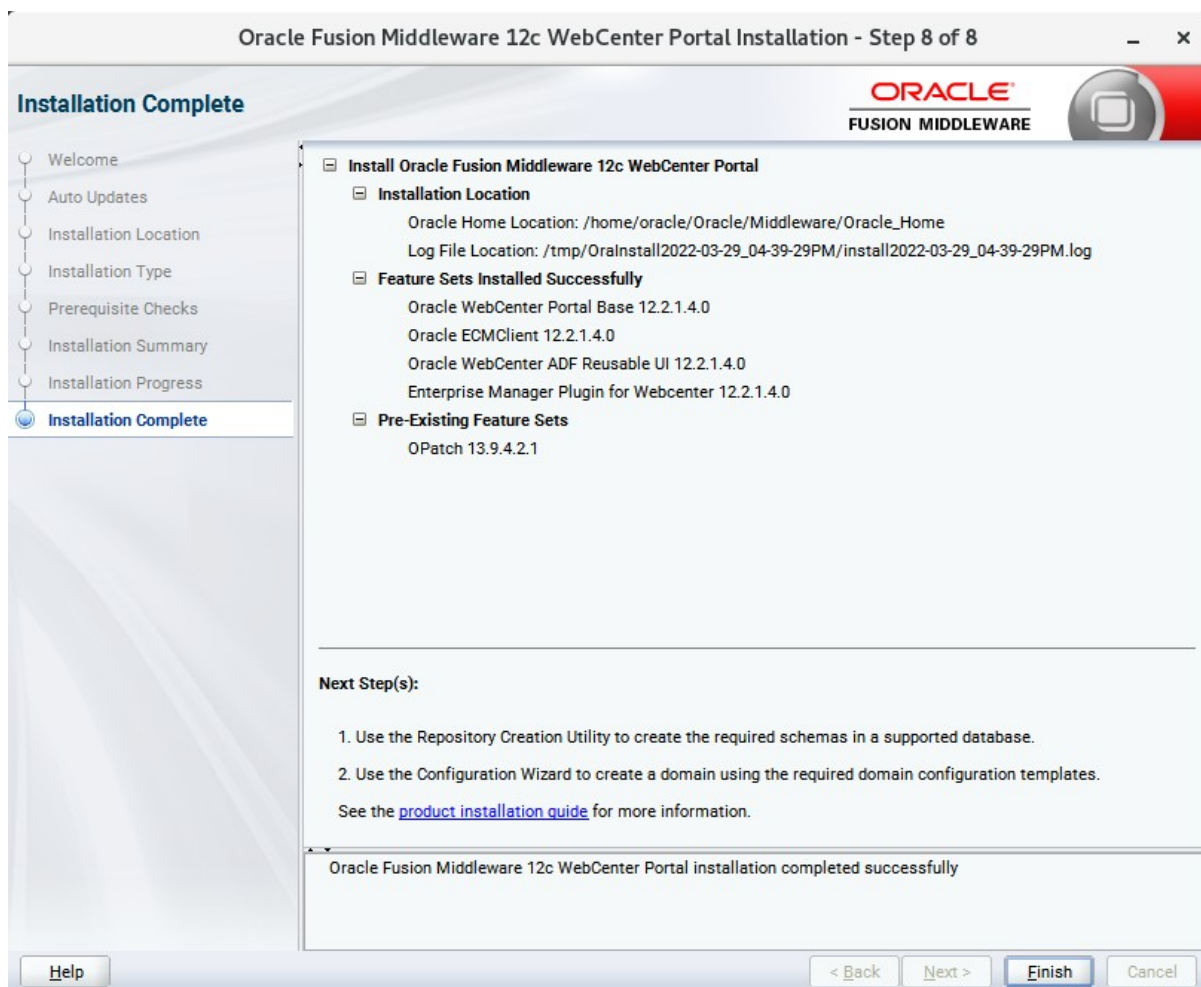 Oracle Fusion Middleware 12c WebCenter Portal Installation - Step 8 of 8
Installation Complete
ORACLE
FUSION MIDDLEWARE
Welcome
Auto Updates
Installation Location
Installation Type
Prerequisite Checks
Installation Summary
Installation Progress
Installation Complete
Install Oracle Fusion Middleware 12c WebCenter Portal
Installation Location
Oracle Home Location: /home/oracle/Oracle/Middleware/Oracle_Home
Log File Location: /tmp/OraInstall2022-03-29_04-39-29PM/install2022-03-29_04-39-29PM.log
Feature Sets Installed Successfully
Oracle WebCenter Portal Base 12.2.1.4.0
Oracle ECMClient 12.2.1.4.0
Oracle WebCenter ADF Reusable UI 12.2.1.4.0
Enterprise Manager Plugin for Webcenter 12.2.1.4.0
Pre-Existing Feature Sets
OPatch 13.9.4.2.1
Next Step(s):
1. Use the Repository Creation Utility to create the required schemas in a supported database.
2. Use the Configuration Wizard to create a domain using the required domain configuration templates.
See the product installation guide for more information.
Oracle Fusion Middleware 12c WebCenter Portal installation completed successfully
Help
< Back
Next >
Finish
Cancel